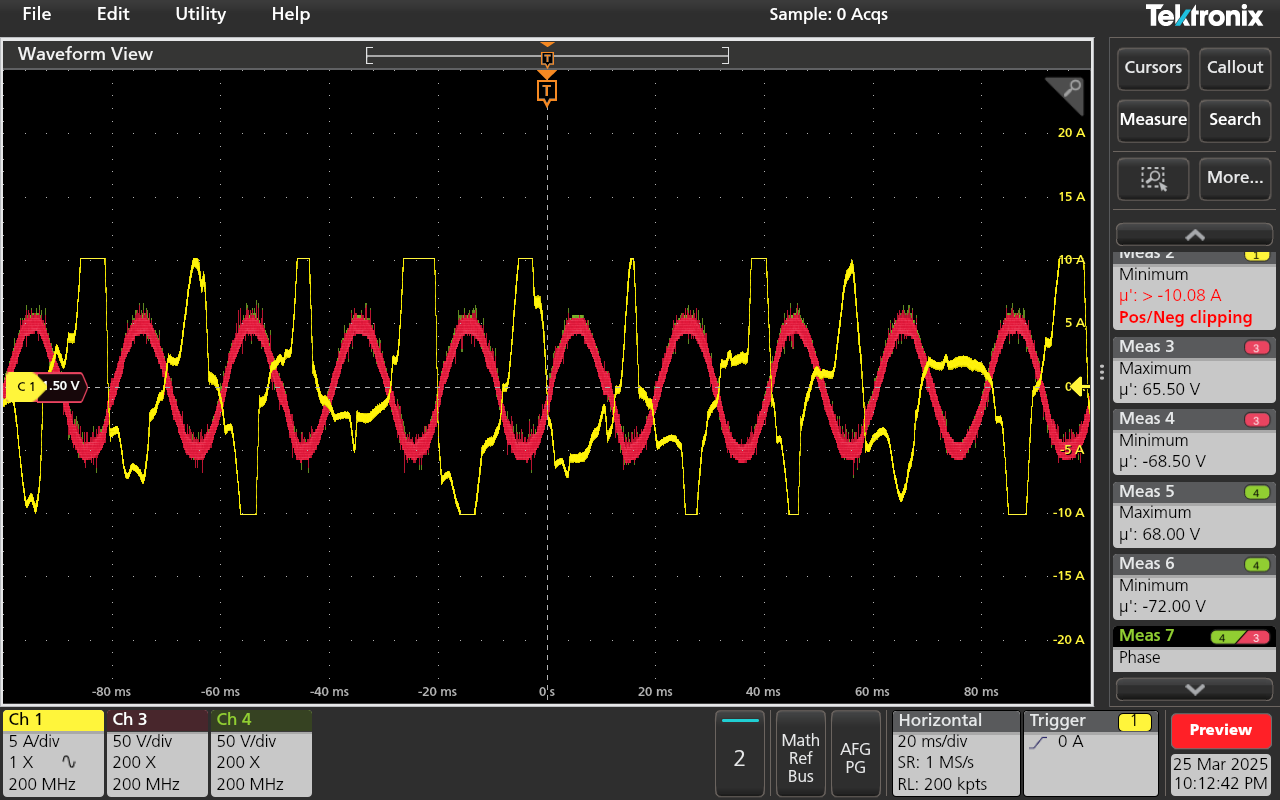 File Edit Utility Help Sample: 0 Acqs Tektronix
Waveform View
T
T
20 A
15 A
10 A
5 A
0 A
-5 A
-10 A
-15 A
-20 A
C 1 1.50 V
-80 ms -60 ms -40 ms -20 ms 0 s 20 ms 40 ms 60 ms 80 ms
Cursors Callout
Measure Search
More...
Meas 2 1
Minimum
µ': > -10.08 A
Pos/Neg clipping
Meas 3 3
Maximum
µ': 65.50 V
Meas 4 3
Minimum
µ': -68.50 V
Meas 5 4
Maximum
µ': 68.00 V
Meas 6 4
Minimum
µ': -72.00 V
Meas 7 4 3
Phase
Ch 1
5 A/div
1 X
200 MHz
Ch 3
50 V/div
200 X
200 MHz
Ch 4
50 V/div
200 X
200 MHz
2
Math
Ref
Bus
AFG
PG
Horizontal
20 ms/div
SR: 1 MS/s
RL: 200 kpts
Trigger 1
0 A
Preview
25 Mar 2025
10:12:42 PM